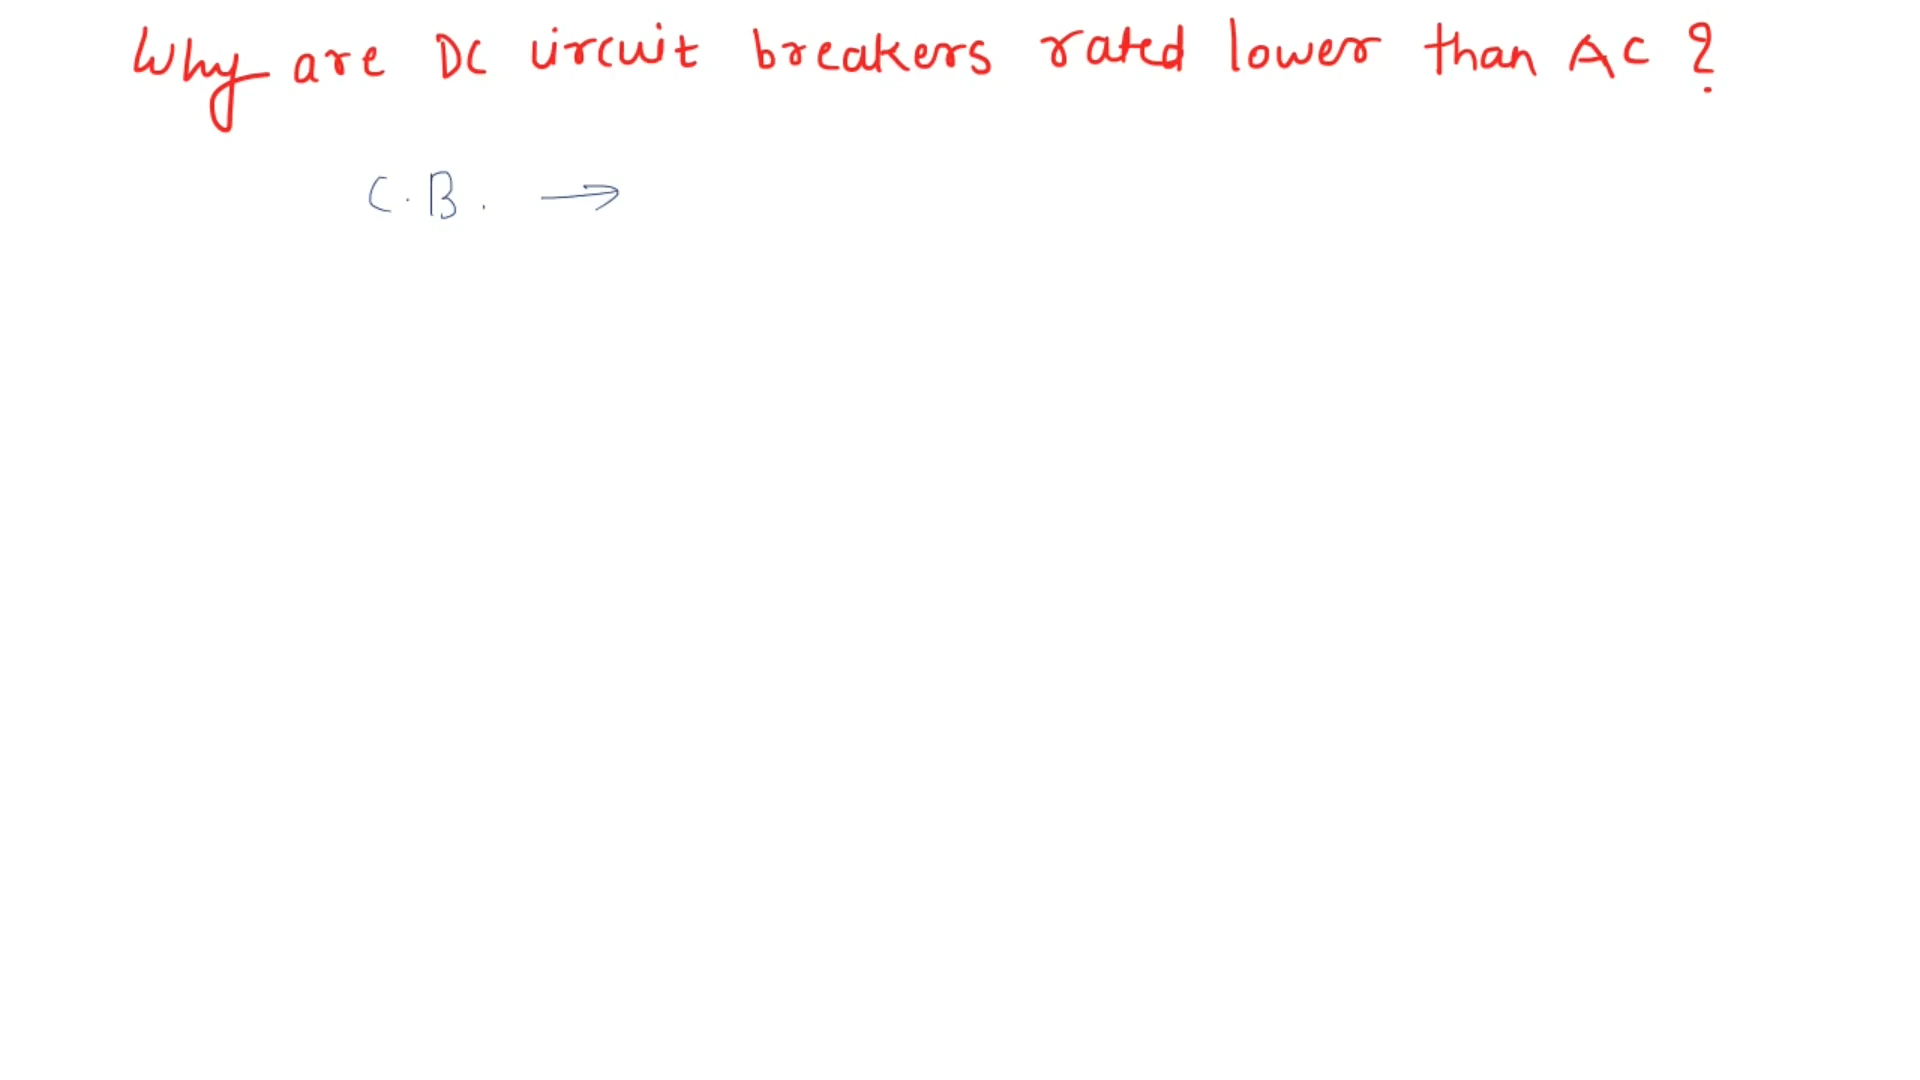 Why are DC circuit breakers rated lower than AC ?
C.B. →